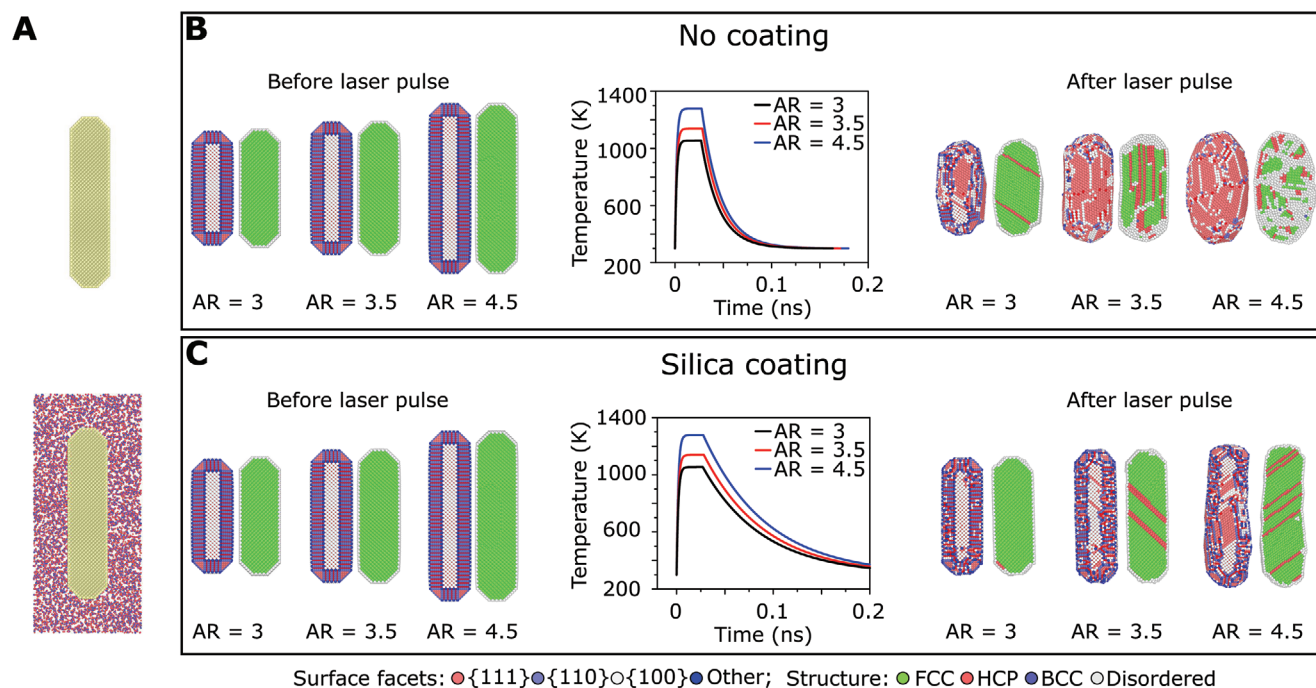 A
B
No coating
Before laser pulse
AR = 3
AR = 3.5
AR = 4.5
Temperature (K)
1400
1000
600
200
AR = 3
AR = 3.5
AR = 4.5
0
0.1
0.2
Time (ns)
After laser pulse
AR = 3
AR = 3.5
AR = 4.5
C
Silica coating
Before laser pulse
AR = 3
AR = 3.5
AR = 4.5
Temperature (K)
1400
1000
600
200
AR = 3
AR = 3.5
AR = 4.5
0
0.1
0.2
Time (ns)
After laser pulse
AR = 3
AR = 3.5
AR = 4.5
Surface facets: {111} {110} {100} Other; Structure: FCC HCP BCC Disordered